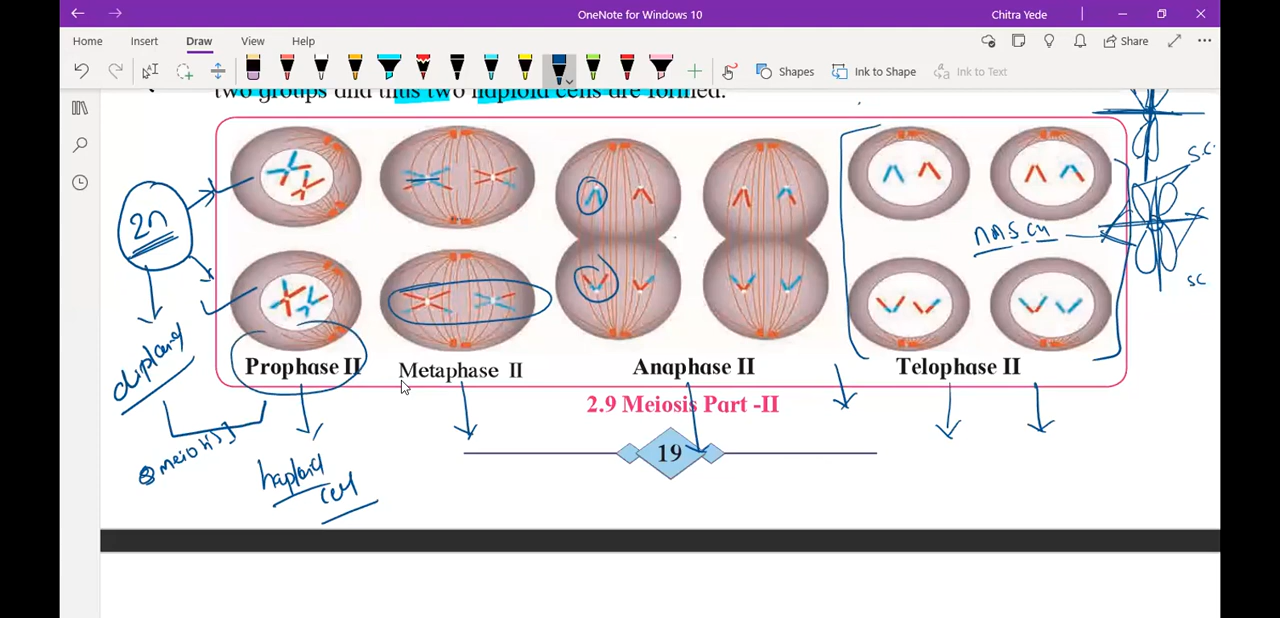 OneNote for Windows 10
Chitra Yede
Home Insert Draw View Help
Share
Shapes
Ink to Shape
Ink to Text
two groups and thus two haploid cells are formed.
S.C.
2n
SC
Prophase II
Metaphase II
Anaphase II
Telophase II
2.9 Meiosis Part -II
19
haploid
cell